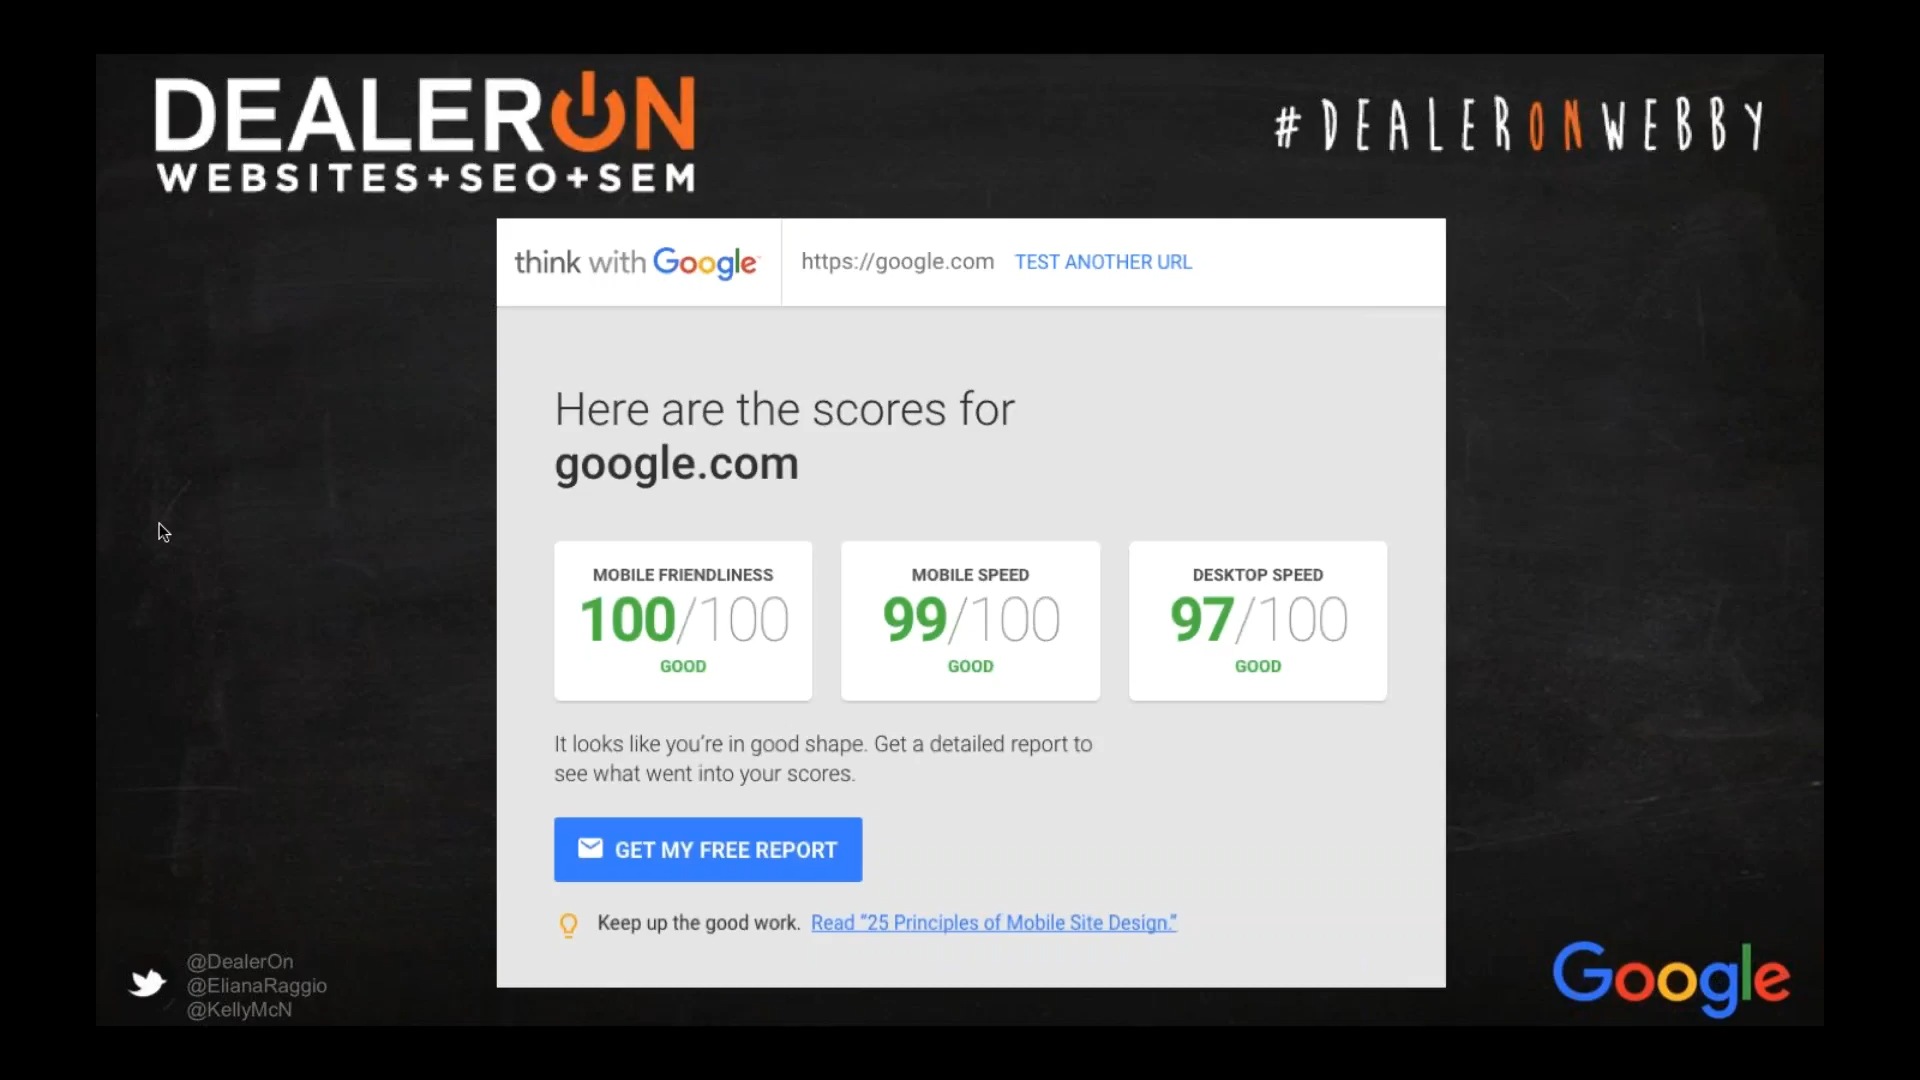 DEALERON
WEBSITES+SEO+SEM
#DEALERONWEBBY
think with Google
https://google.com TEST ANOTHER URL
Here are the scores for
google.com
MOBILE FRIENDLINESS
100/100
GOOD
MOBILE SPEED
99/100
GOOD
DESKTOP SPEED
97/100
GOOD
It looks like you’re in good shape. Get a detailed report to
see what went into your scores.
GET MY FREE REPORT
Keep up the good work. Read “25 Principles of Mobile Site Design.”
@DealerOn
@ElianaRaggio
@KellyMcN
Google